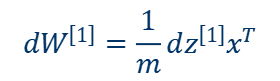 dW^{[1]} = \frac{1}{m} dz^{[1]} x^T